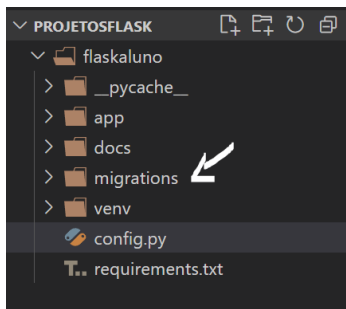 PROJETOSFLASK
flaskaluno
__pycache__
app
docs
migrations
venv
config.py
requirements.txt